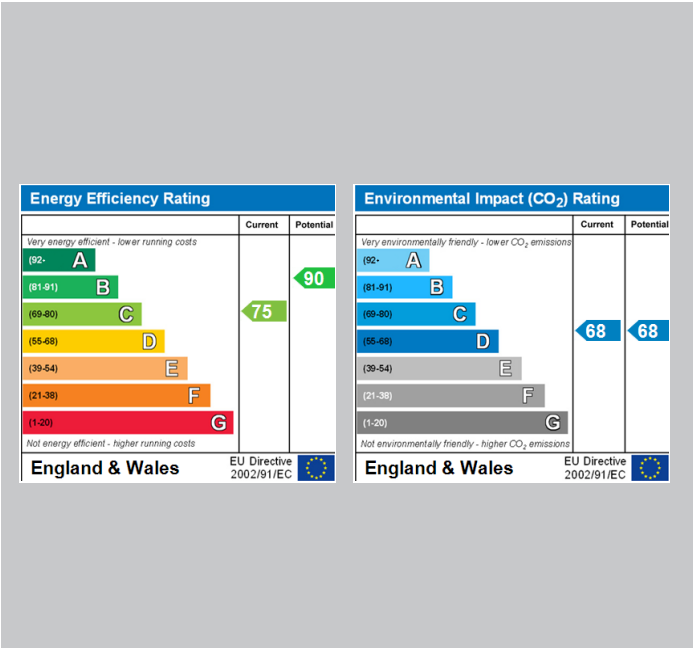 Energy Efficiency Rating
Current Potential
Very energy efficient - lower running costs
(92- A
(81-91) B
90
(69-80) C
75
(55-68) D
(39-54) E
(21-38) F
(1-20) G
Not energy efficient - higher running costs
England & Wales
EU Directive
2002/91/EC
Environmental Impact (CO2) Rating
Current Potential
Very environmentally friendly - lower CO2 emissions
(92- A
(81-91) B
(69-80) C
68 68
(55-68) D
(39-54) E
(21-38) F
(1-20) G
Not environmentally friendly - higher CO2 emissions
England & Wales
EU Directive
2002/91/EC